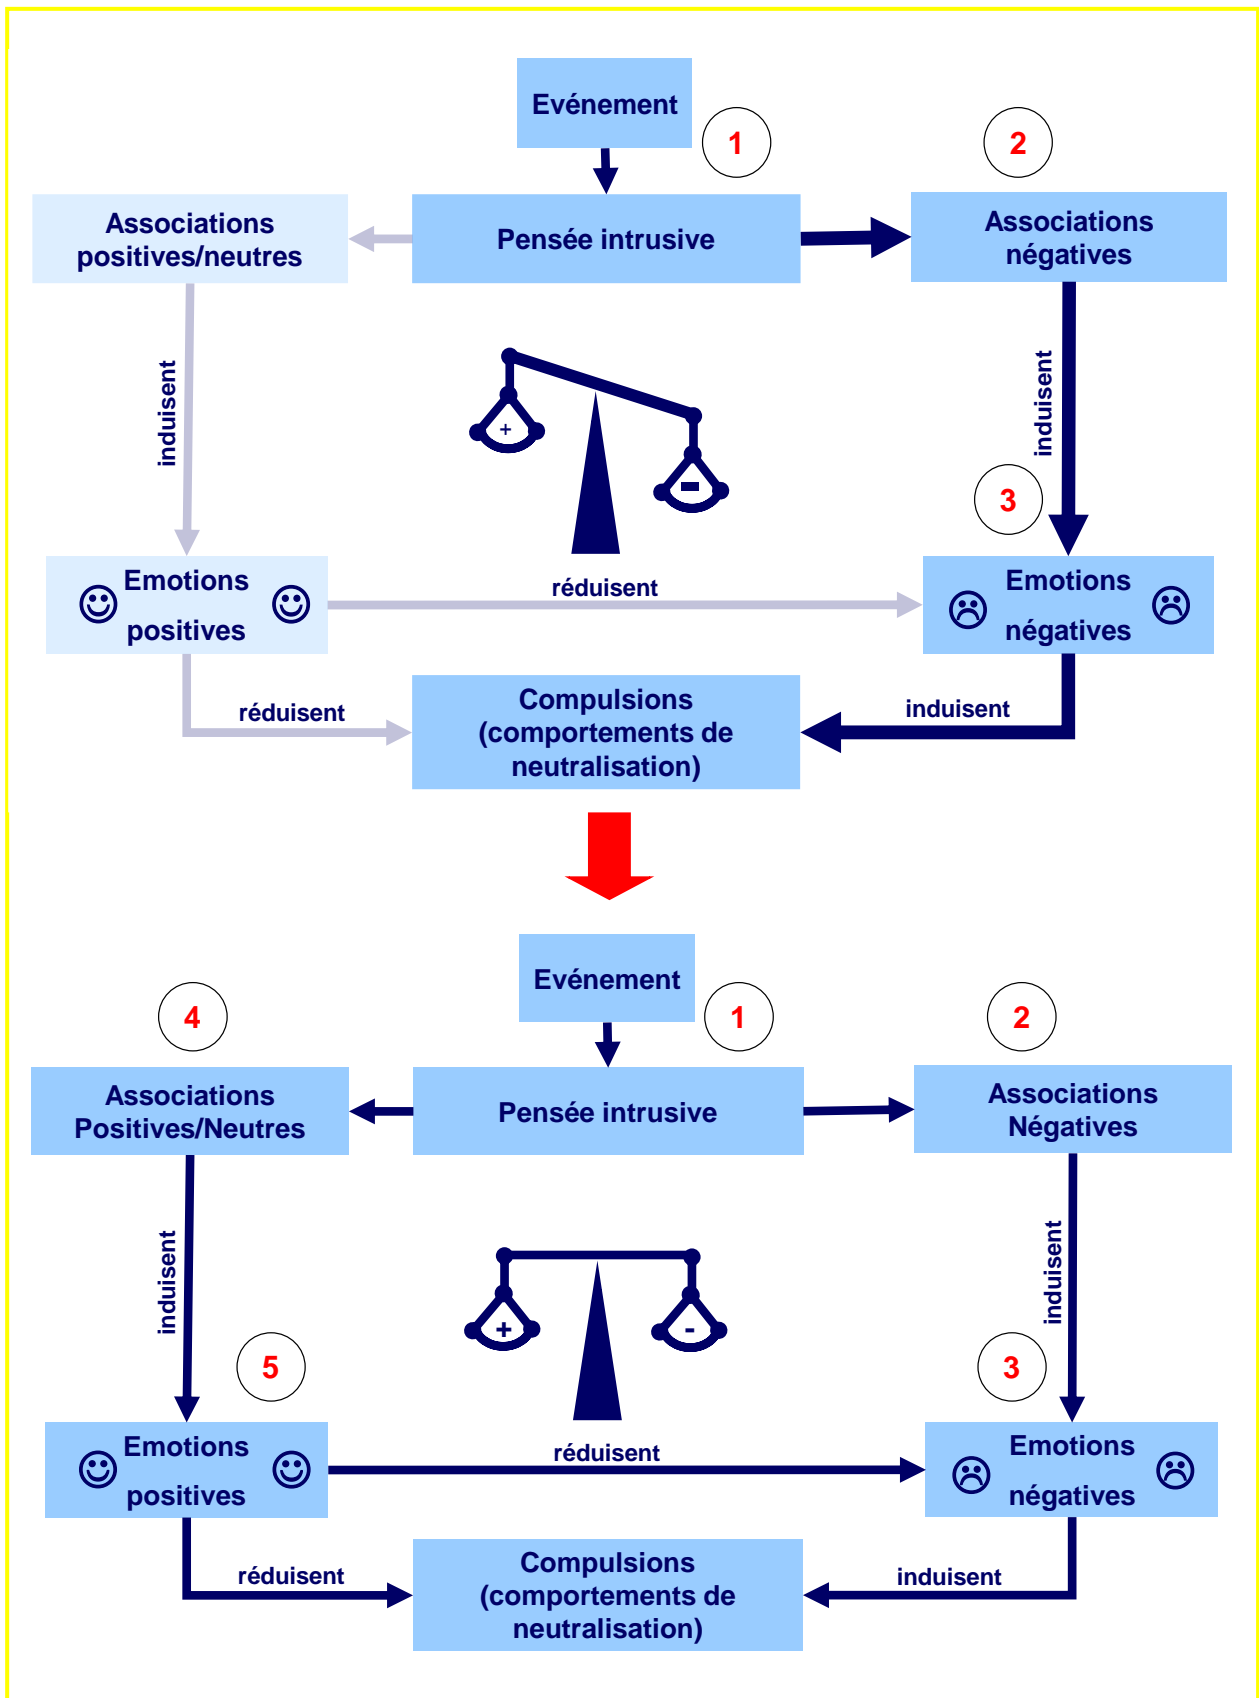 Evénement
1
2
Associations
positives/neutres
Pensée intrusive
Associations
négatives
induisent
+
-
induisent
3
Emotions
positives
réduisent
Emotions
négatives
réduisent
Compulsions
(comportements de
neutralisation)
induisent
Evénement
4
1
2
Associations
Positives/Neutres
Pensée intrusive
Associations
Négatives
induisent
+
-
induisent
5
3
Emotions
positives
réduisent
Emotions
négatives
réduisent
Compulsions
(comportements de
neutralisation)
induisent